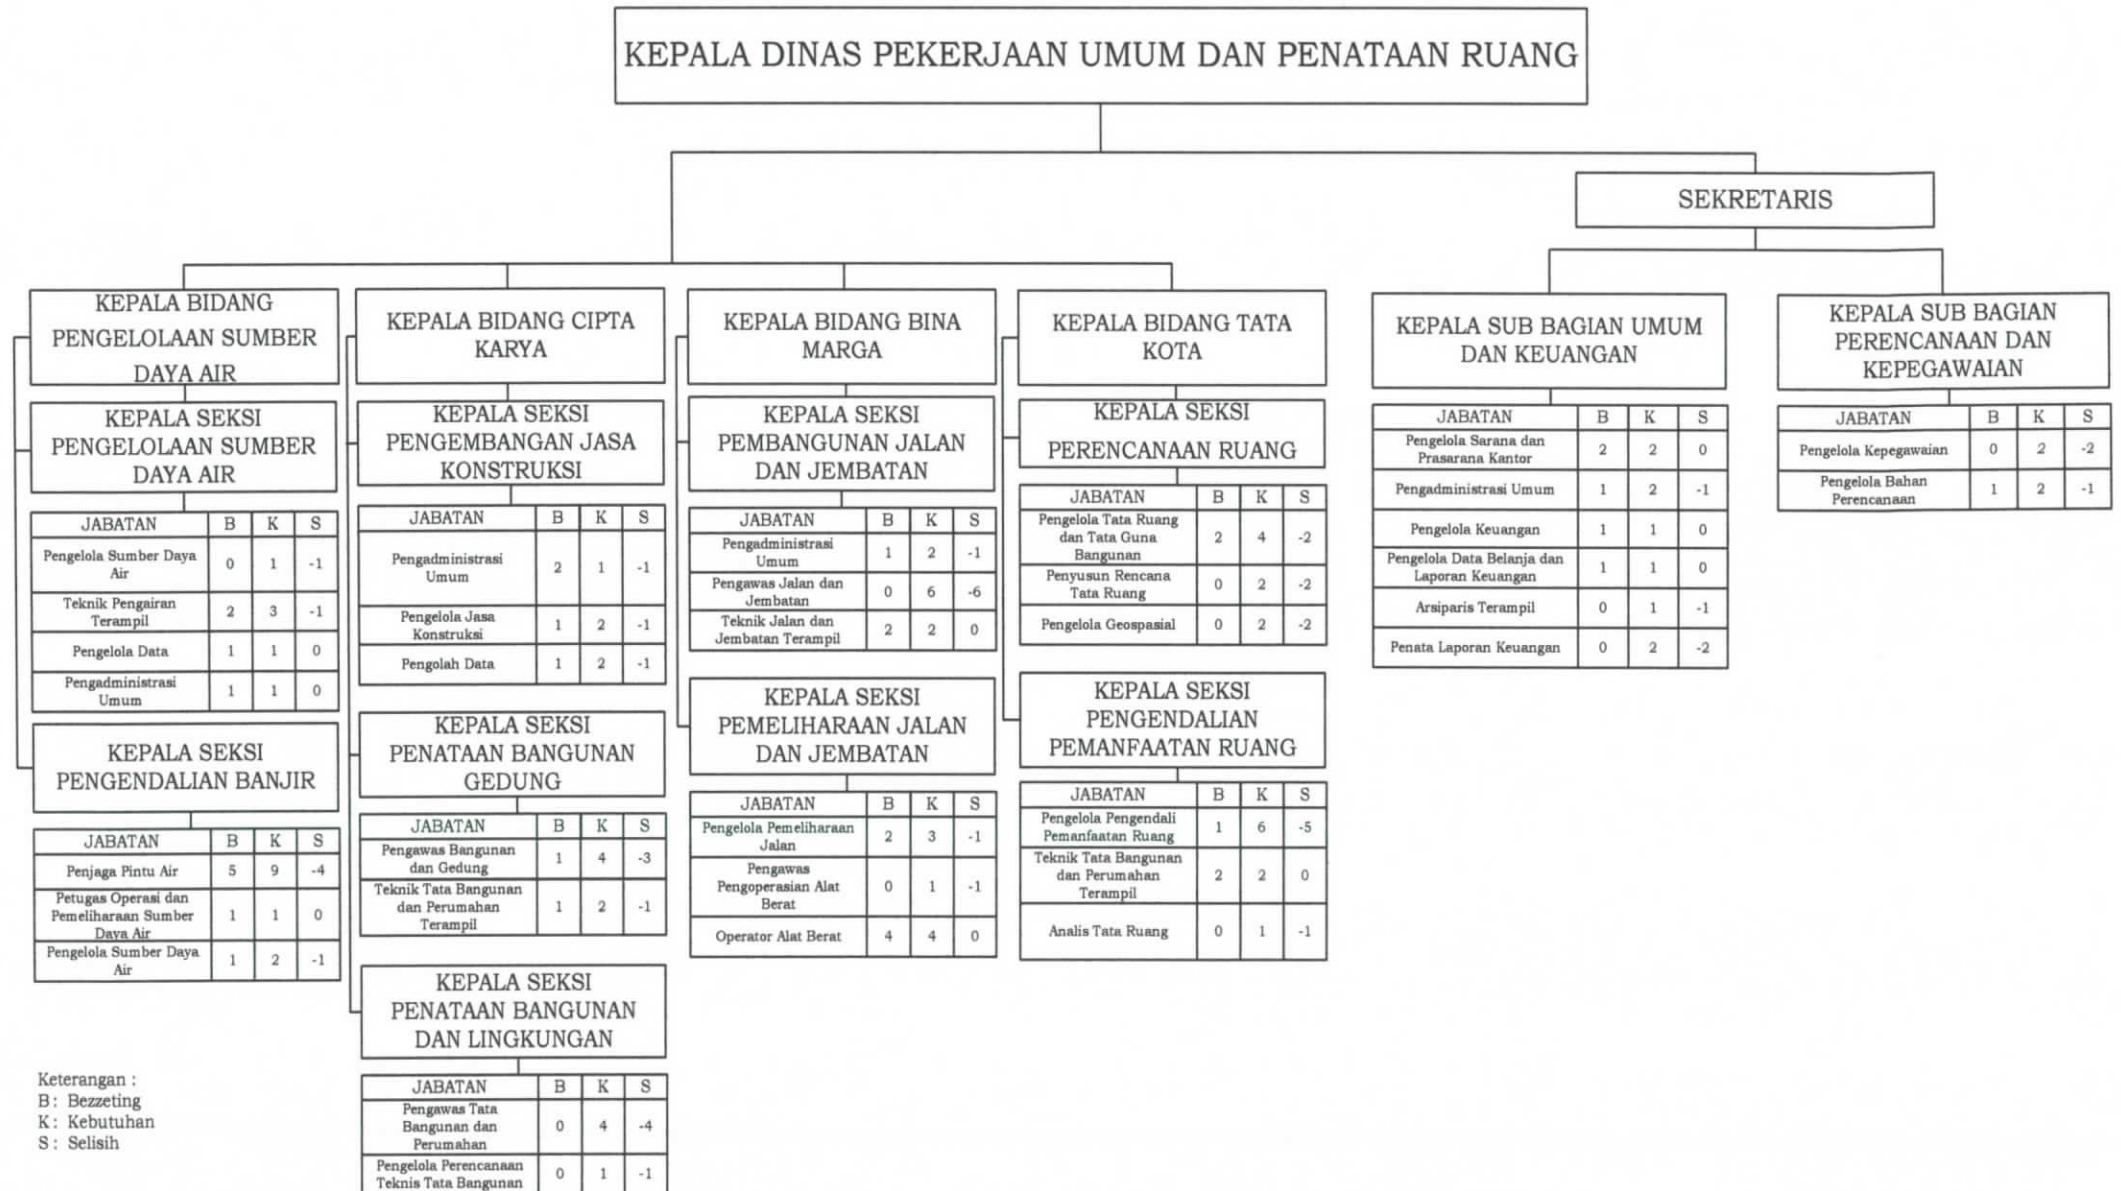 KEPALA DINAS PEKERJAAN UMUM DAN PENATAAN RUANG
SEKRETARIS
KEPALA BIDANG
PENGELOLAAN SUMBER
DAYA AIR
KEPALA SEKSI
PENGELOLAAN SUMBER
DAYA AIR
JABATAN B K S
Pengelola Sumber Daya
Air 0 1 -1
Teknik Pengairan
Terampil 2 3 -1
Pengelola Data 1 1 0
Pengadministrasi
Umum 1 1 0
KEPALA SEKSI
PENGENDALIAN BANJIR
JABATAN B K S
Penjaga Pintu Air 5 9 -4
Petugas Operasi dan
Pemeliharaan Sumber 1 1 0
Daya Air
Pengelola Sumber Daya
Air 1 2 -1
KEPALA BIDANG CIPTA
KARYA
KEPALA SEKSI
PENGEMBANGAN JASA
KONSTRUKSI
JABATAN B K S
Pengadministrasi
Umum 2 1 -1
Pengelola Jasa
Konstruksi 1 2 -1
Pengolah Data 1 2 -1
KEPALA SEKSI
PENATAAN BANGUNAN
GEDUNG
JABATAN B K S
Pengawas Bangunan
dan Gedung 1 4 -3
Teknik Tata Bangunan
dan Perumahan 1 2 -1
Terampil
KEPALA SEKSI
PENATAAN BANGUNAN
DAN LINGKUNGAN
JABATAN B K S
Pengawas Tata
Bangunan dan 0 4 -4
Perumahan
Pengelola Perencanaan
Teknis Tata Bangunan 0 1 -1
KEPALA BIDANG BINA
MARGA
KEPALA SEKSI
PEMBANGUNAN JALAN
DAN JEMBATAN
JABATAN B K S
Pengadministrasi
Umum 1 2 -1
Pengawas Jalan dan
Jembatan 0 6 -6
Teknik Jalan dan
Jembatan Terampil 2 2 0
KEPALA SEKSI
PEMELIHARAAN JALAN
DAN JEMBATAN
JABATAN B K S
Pengelola Pemeliharaan
Jalan 2 3 -1
Pengawas
Pengoperasian Alat 0 1 -1
Berat
Operator Alat Berat 4 4 0
KEPALA BIDANG TATA
KOTA
KEPALA SEKSI
PERENCANAAN RUANG
JABATAN B K S
Pengelola Tata Ruang
dan Tata Guna 2 4 -2
Bangunan
Penyusun Rencana
Tata Ruang 0 2 -2
Pengelola Geospasial 0 2 -2
KEPALA SEKSI
PENGENDALIAN
PEMANFAATAN RUANG
JABATAN B K S
Pengelola Pengendali
Pemanfaatan Ruang 1 6 -5
Teknik Tata Bangunan
dan Perumahan 2 2 0
Terampil
Analis Tata Ruang 0 1 -1
KEPALA SUB BAGIAN UMUM
DAN KEUANGAN
JABATAN B K S
Pengelola Sarana dan
Prasarana Kantor 2 2 0
Pengadministrasi Umum 1 2 -1
Pengelola Keuangan 1 1 0
Pengelola Data Belanja dan
Laporan Keuangan 1 1 0
Arsiparis Terampil 0 1 -1
Penata Laporan Keuangan 0 2 -2
KEPALA SUB BAGIAN
PERENCANAAN DAN
KEPEGAWAIAN
JABATAN B K S
Pengelola Kepegawaian 0 2 -2
Pengelola Bahan
Perencanaan 1 2 -1
Keterangan :
B : Bezzeting
K : Kebutuhan
S : Selisih